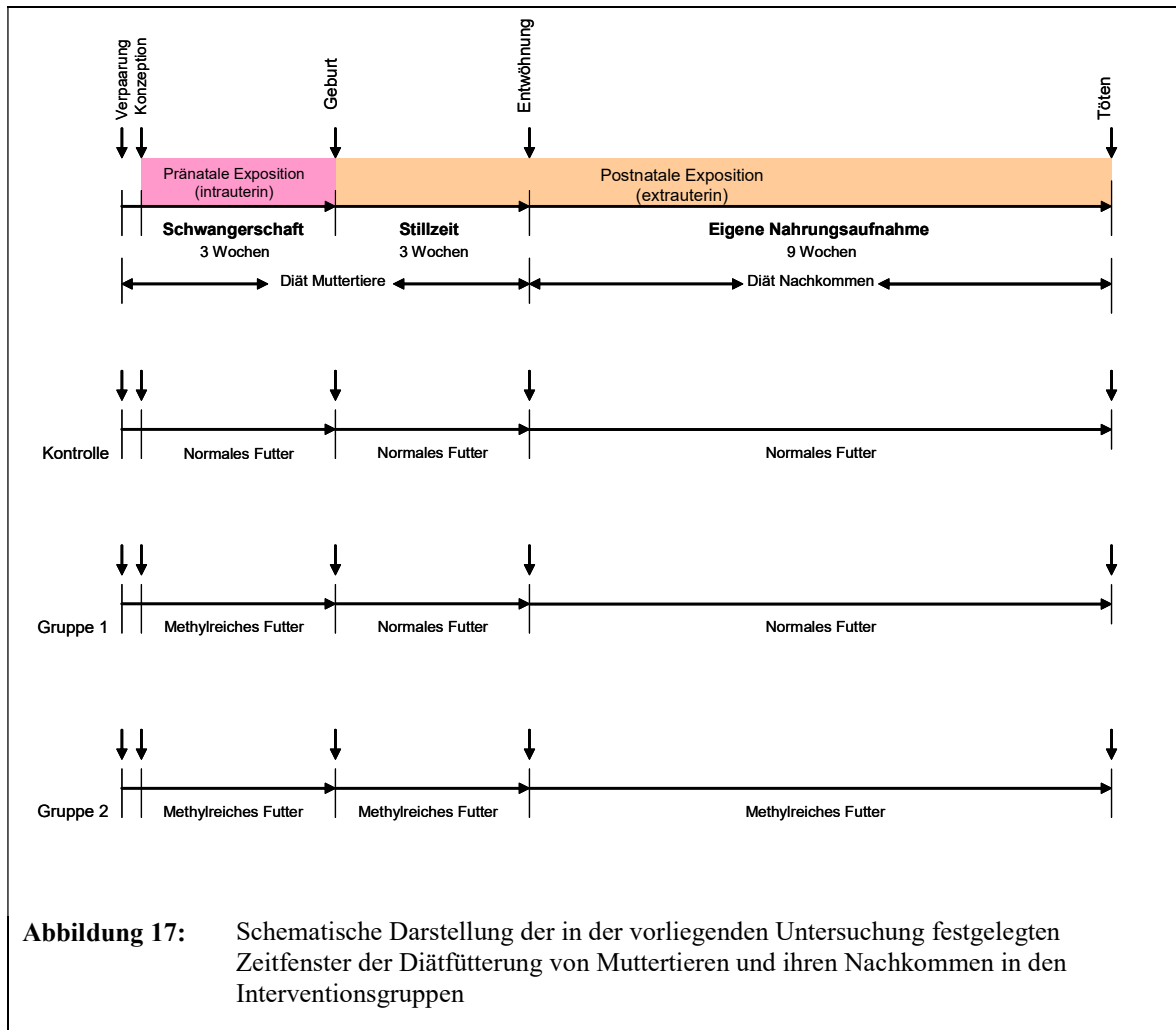 Verpaarung
Konzeption
Geburt
Entwöhnung
Töten
Pränatale Exposition
(intrauterin)
Postnatale Exposition
(extrauterin)
Schwangerschaft
3 Wochen
Stillzeit
3 Wochen
Eigene Nahrungsaufnahme
9 Wochen
Diät Muttertiere
Diät Nachkommen
Kontrolle
Normales Futter
Normales Futter
Normales Futter
Gruppe 1
Methylreiches Futter
Normales Futter
Normales Futter
Gruppe 2
Methylreiches Futter
Methylreiches Futter
Methylreiches Futter
Abbildung 17: Schematische Darstellung der in der vorliegenden Untersuchung festgelegten
Zeitfenster der Diätfütterung von Muttertieren und ihren Nachkommen in den
Interventionsgruppen